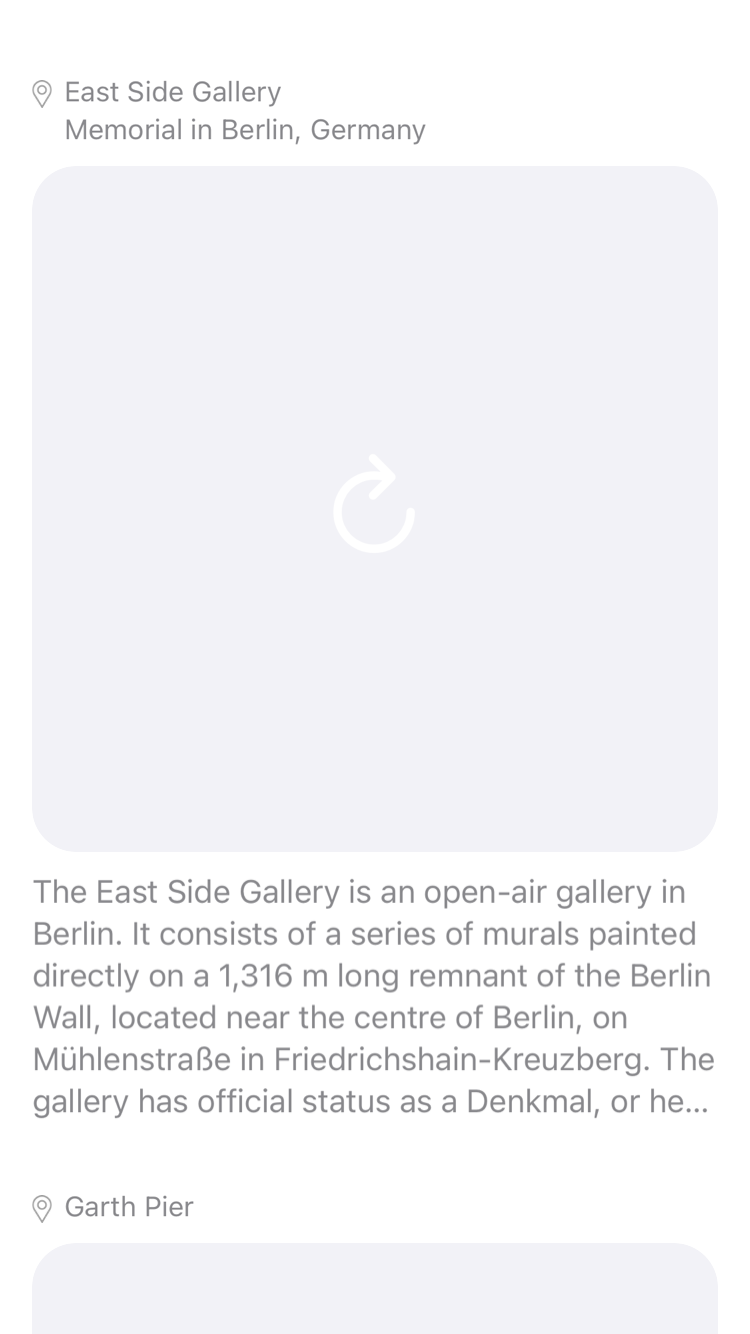 East Side Gallery
Memorial in Berlin, Germany
The East Side Gallery is an open-air gallery in
Berlin. It consists of a series of murals painted
directly on a 1,316 m long remnant of the Berlin
Wall, located near the centre of Berlin, on
Mühlenstraße in Friedrichshain-Kreuzberg. The
gallery has official status as a Denkmal, or he...
Garth Pier